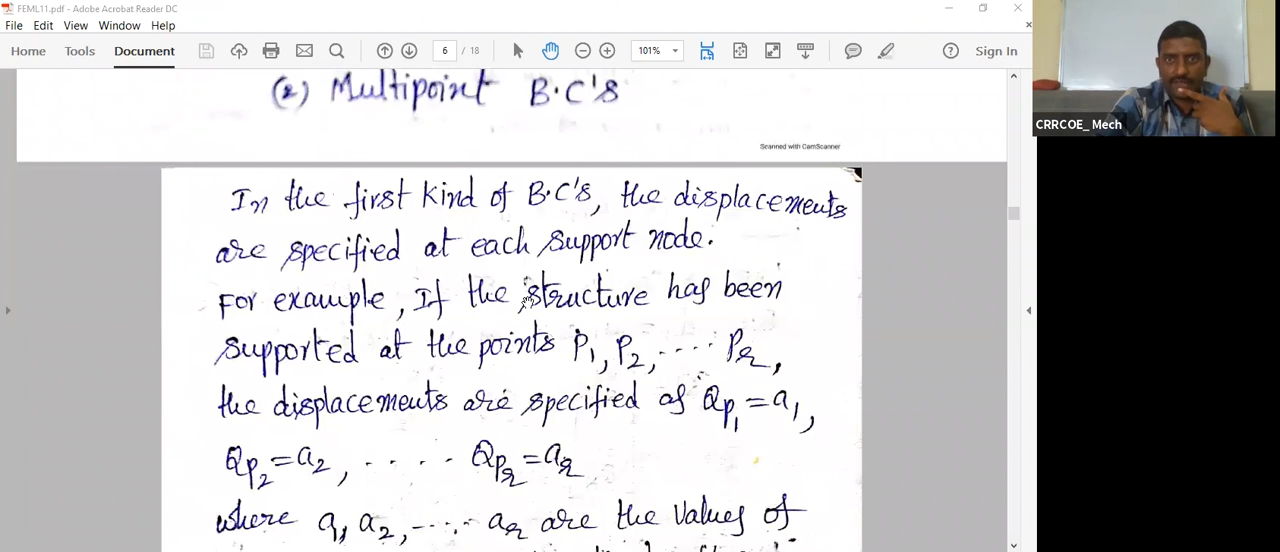 FEML11.pdf - Adobe Acrobat Reader DC
File Edit View Window Help
Home Tools Document 6 / 18 101% Sign In
(2) Multipoint B.C's
Scanned with CamScanner
CRRCOE_ Mech
In the first kind of B.C's, the displacements
are specified at each support node.
For example, If the structure has been
supported at the points P1, P2, ..... Pr,
the displacements are specified as Qp1 = a1,
Qp2 = a2, ..... Qpr = ar
where a1 a2, ..... ar are the values of